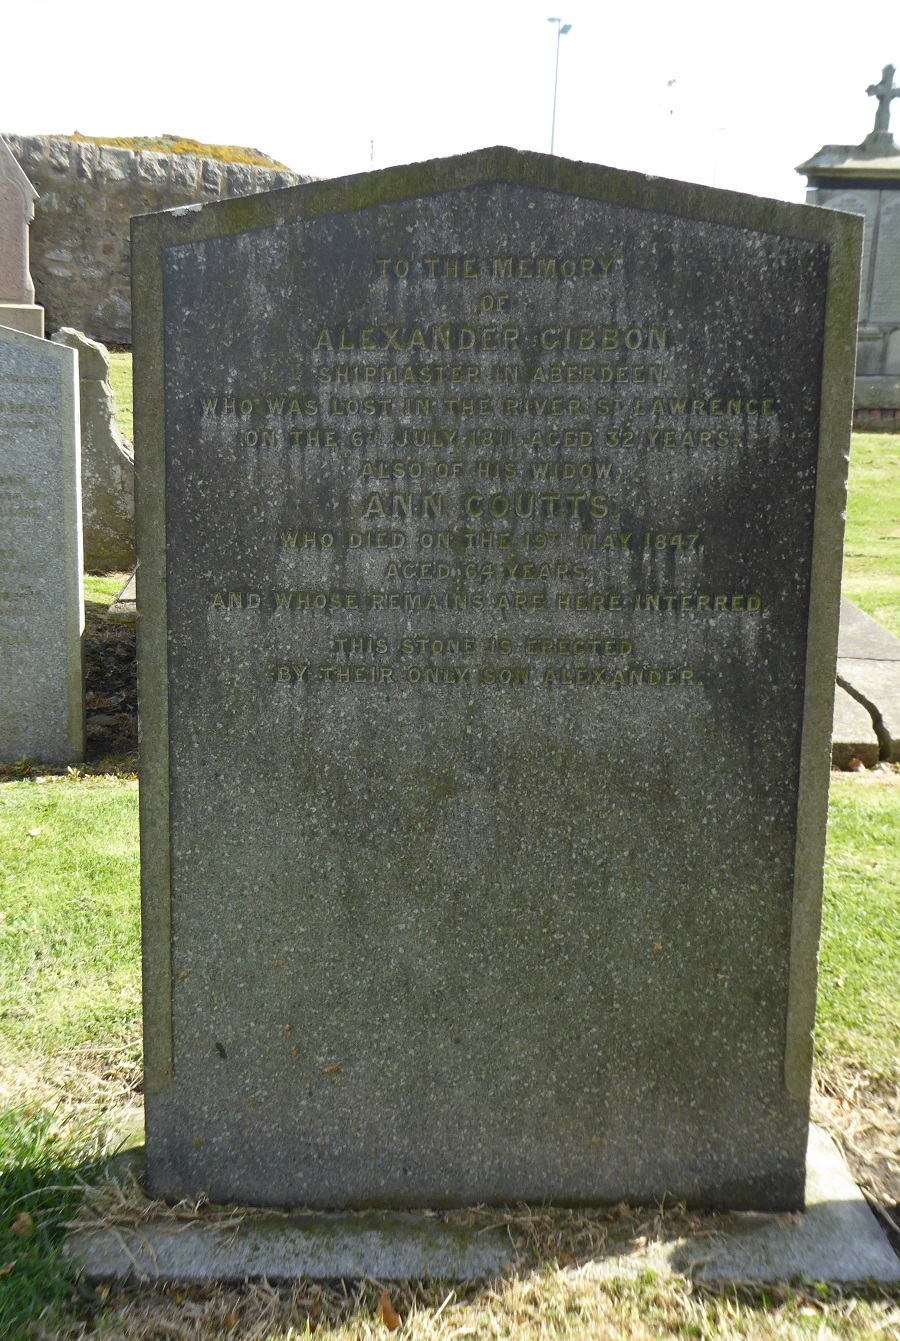 TO THE MEMORY
OF
ALEXANDER GIBBON,
SHIPMASTER IN ABERDEEN,
WHO WAS LOST IN THE RIVER ST LAWRENCE
ON THE 6TH JULY 1811, AGED 32 YEARS.
ALSO OF HIS WIDOW
ANN COUTTS,
WHO DIED ON THE 19TH MAY 1847,
AGED 64 YEARS,
AND WHOSE REMAINS ARE HERE INTERRED.
THIS STONE IS ERECTED
BY THEIR ONLY SON ALEXANDER.